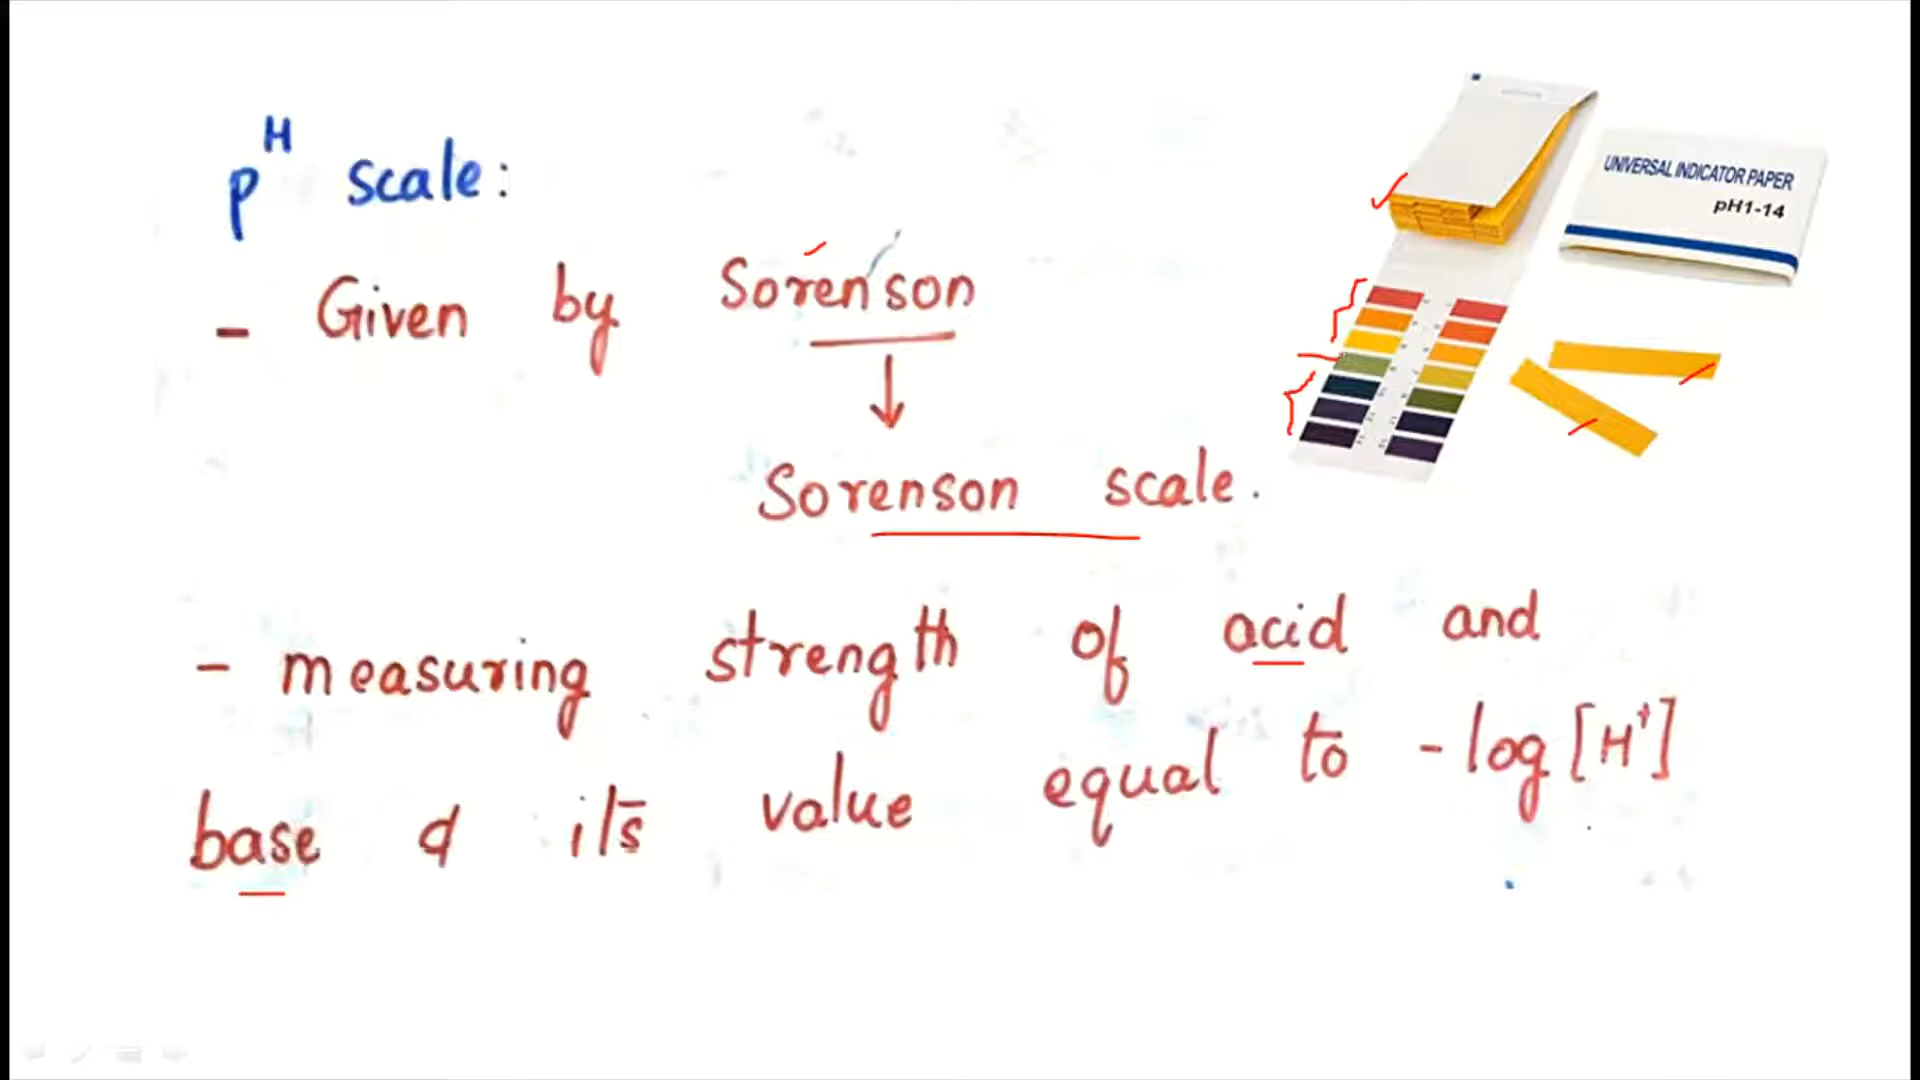 pH scale:
- Given by Sorenson
Sorenson scale.
- measuring strength of acid and
base & its value equal to - log [H+]
UNIVERSAL INDICATOR PAPER
pH1-14